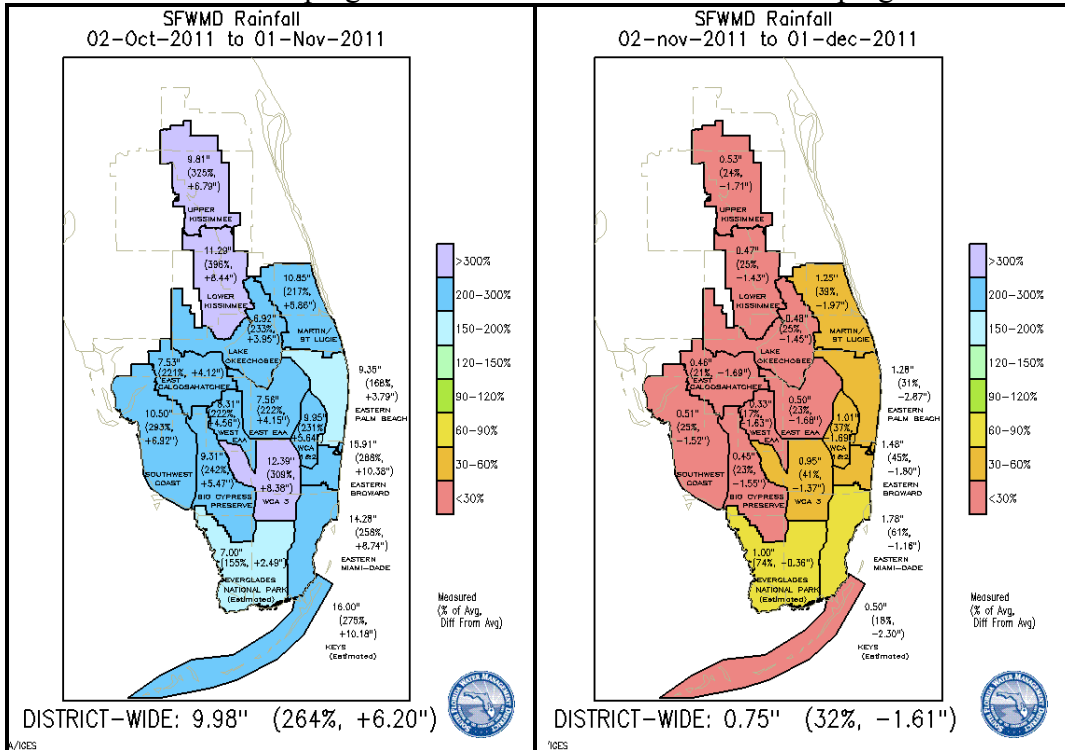 SFWMD Rainfall
02-Oct-2011 to 01-Nov-2011
9.81"
(325%,
+6.79")
UPPER
KISSIMMEE
11.29"
(396%,
+8.44")
LOWER
KISSIMMEE
10.85"
(217%,
+5.86")
MARTIN/
ST LUCIE
6.92"
(233%,
+3.95")
LAKE
OKEECHOBEE
7.53"
(221%, +4.12")
EAST
CALOOSAHATCHEE
9.35"
(168%,
+3.79")
EASTERN
PALM BEACH
10.50"
(293%,
+6.92")
SOUTHWEST
COAST
8.31"
(222%,
+4.56")
WEST
EAA
7.56"
(222%,
+4.15")
EAST EAA
9.95"
(231%
+5.64")
WCA
1 &2
15.91"
(288%,
+10.38")
EASTERN
BROWARD
9.31"
(242%,
+5.47")
BIG CYPRESS
PRESERVE
12.39"
(309%,
+8.38")
WCA 3
14.28"
(258%,
+8.74")
EASTERN
MIAMI-DADE
7.00"
(155%, +2.49")
EVERGLADES
NATIONAL PARK
(Estimated)
16.00"
(275%,
+10.18")
KEYS
(Estimated)
>300%
200-300%
150-200%
120-150%
90-120%
60-90%
30-60%
<30%
Measured
(% of Avg,
Diff From Avg)
DISTRICT-WIDE: 9.98" (264%, +6.20")
A/IGES
SFWMD Rainfall
02-nov-2011 to 01-dec-2011
0.53"
(24%,
-1.71")
UPPER
KISSIMMEE
0.47"
(25%,
-1.43")
LOWER
KISSIMMEE
1.25"
(39%,
-1.97")
MARTIN/
ST LUCIE
0.48"
(25%,
-1.45")
LAKE
OKEECHOBEE
0.46"
(21%, -1.69")
EAST
CALOOSAHATCHEE
1.28"
(31%,
-2.87")
EASTERN
PALM BEACH
0.51"
(25%,
-1.52")
SOUTHWEST
COAST
0.33"
17%,
-1.63")
WEST
EAA
0.50"
(23%,
-1.68")
EAST EAA
1.01"
(37%,
-1.69")
WCA
1 &2
1.48"
(45%,
-1.80")
EASTERN
BROWARD
0.45"
(23%,
-1.55")
BIG CYPRESS
PRESERVE
0.95"
(41%,
-1.37")
WCA 3
1.78"
(61%,
-1.16")
EASTERN
MIAMI-DADE
1.00"
(74%, -0.36")
EVERGLADES
NATIONAL PARK
(Estimated)
0.50"
(18%,
-2.30")
KEYS
(Estimated)
>300%
200-300%
150-200%
120-150%
90-120%
60-90%
30-60%
<30%
Measured
(% of Avg,
Diff From Avg)
DISTRICT-WIDE: 0.75" (32%, -1.61")
'IGES